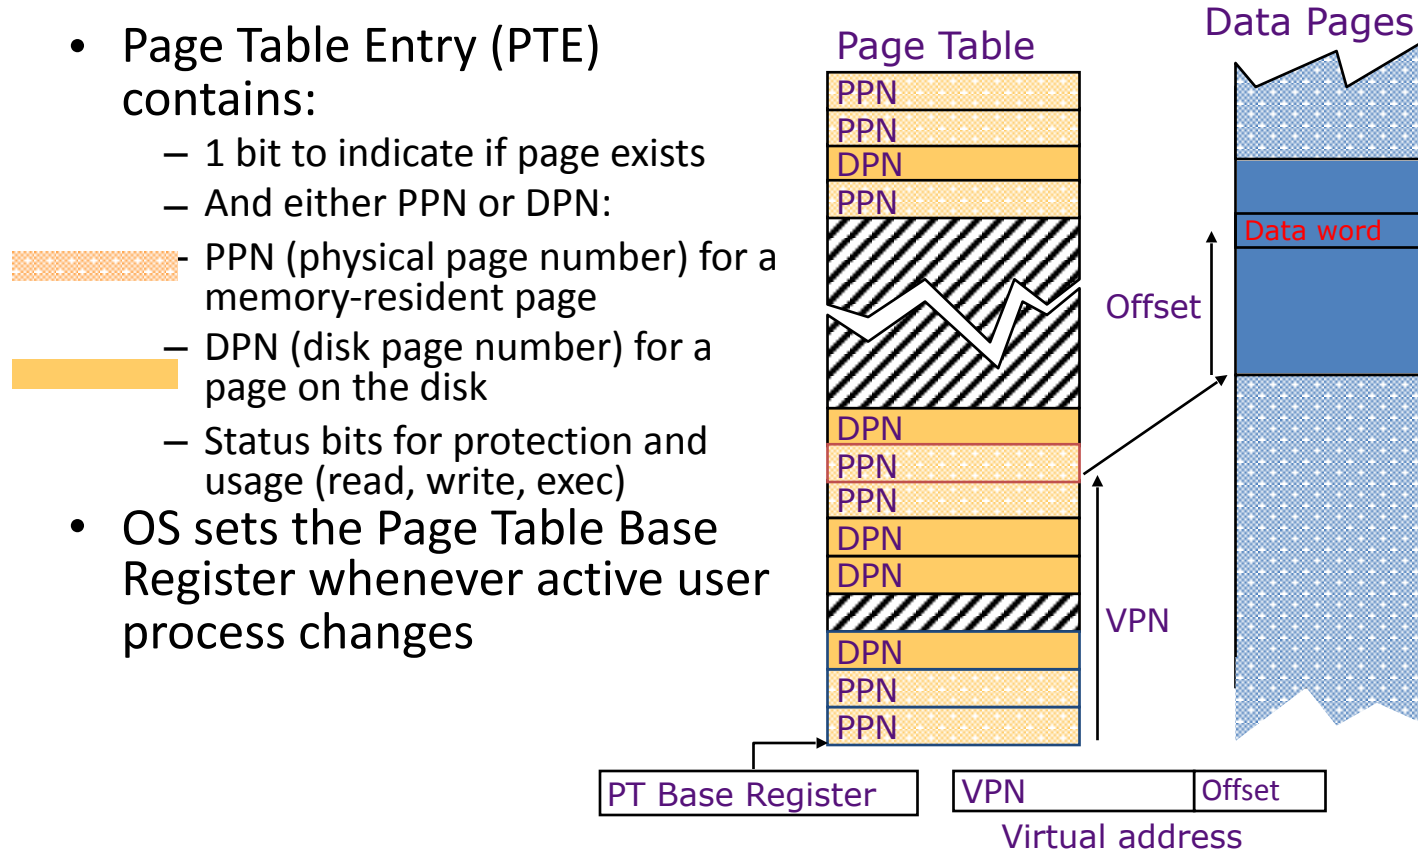 • Page Table Entry (PTE)
contains:
– 1 bit to indicate if page exists
– And either PPN or DPN:
- PPN (physical page number) for a
memory-resident page
– DPN (disk page number) for a
page on the disk
– Status bits for protection and
usage (read, write, exec)
• OS sets the Page Table Base
Register whenever active user
process changes
Page Table
PPN
PPN
DPN
PPN
DPN
PPN
PPN
DPN
DPN
DPN
PPN
PPN
Data Pages
Data word
Offset
VPN
PT Base Register
VPN
Offset
Virtual address